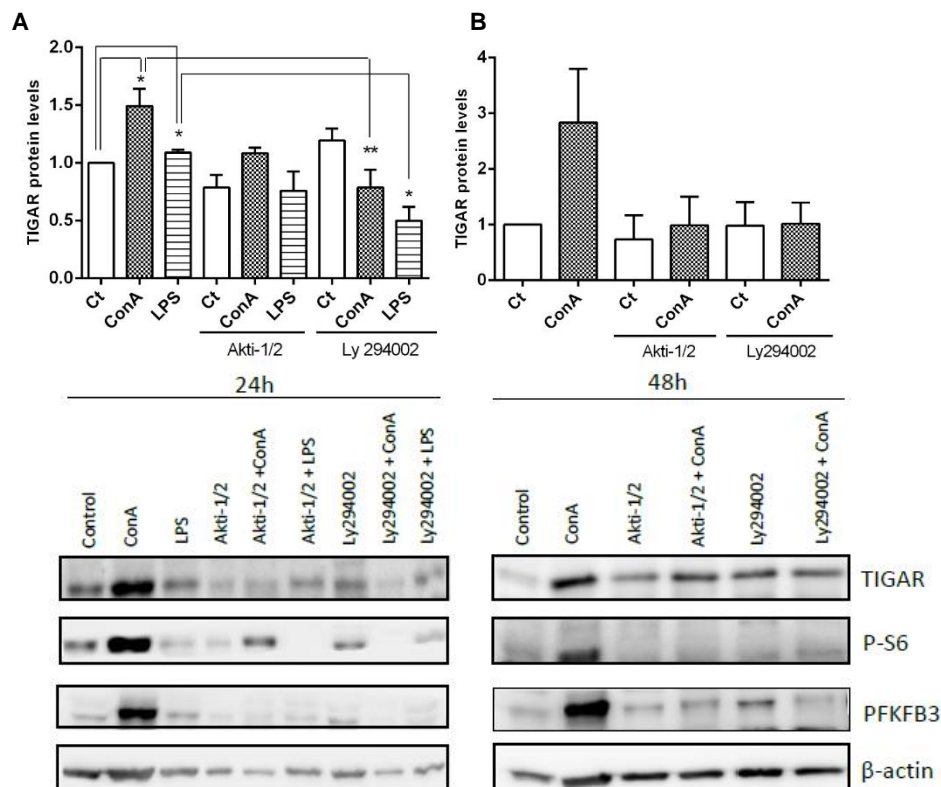 A
B
TIGAR protein levels
2.0
1.5
1.0
0.5
0.0
*
*
**
*
Ct
ConA
LPS
Ct
ConA
LPS
Ct
ConA
LPS
Akti-1/2
Ly 294002
TIGAR protein levels
4
3
2
1
0
Ct
ConA
Ct
ConA
Ct
ConA
Akti-1/2
Ly294002
24h
48h
Control
ConA
LPS
Akti-1/2
Akti-1/2 +ConA
Akti-1/2 + LPS
Ly294002
Ly294002 + ConA
Ly294002 + LPS
Control
ConA
Akti-1/2
Akti-1/2 + ConA
Ly294002
Ly294002 + ConA
TIGAR
P-S6
PFKFB3
β-actin